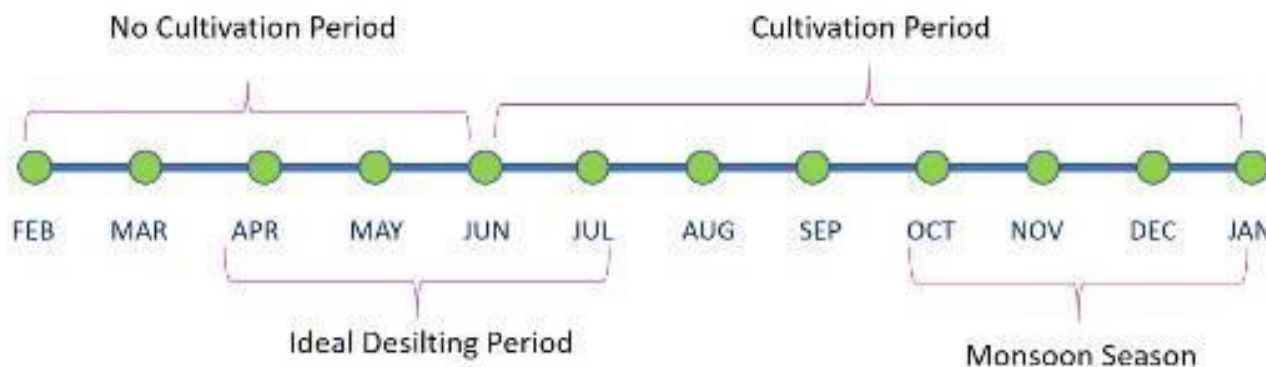 No Cultivation Period Cultivation Period
FEB MAR APR MAY JUN JUL AUG SEP OCT NOV DEC JAN
Ideal Desilting Period
Monsoon Season